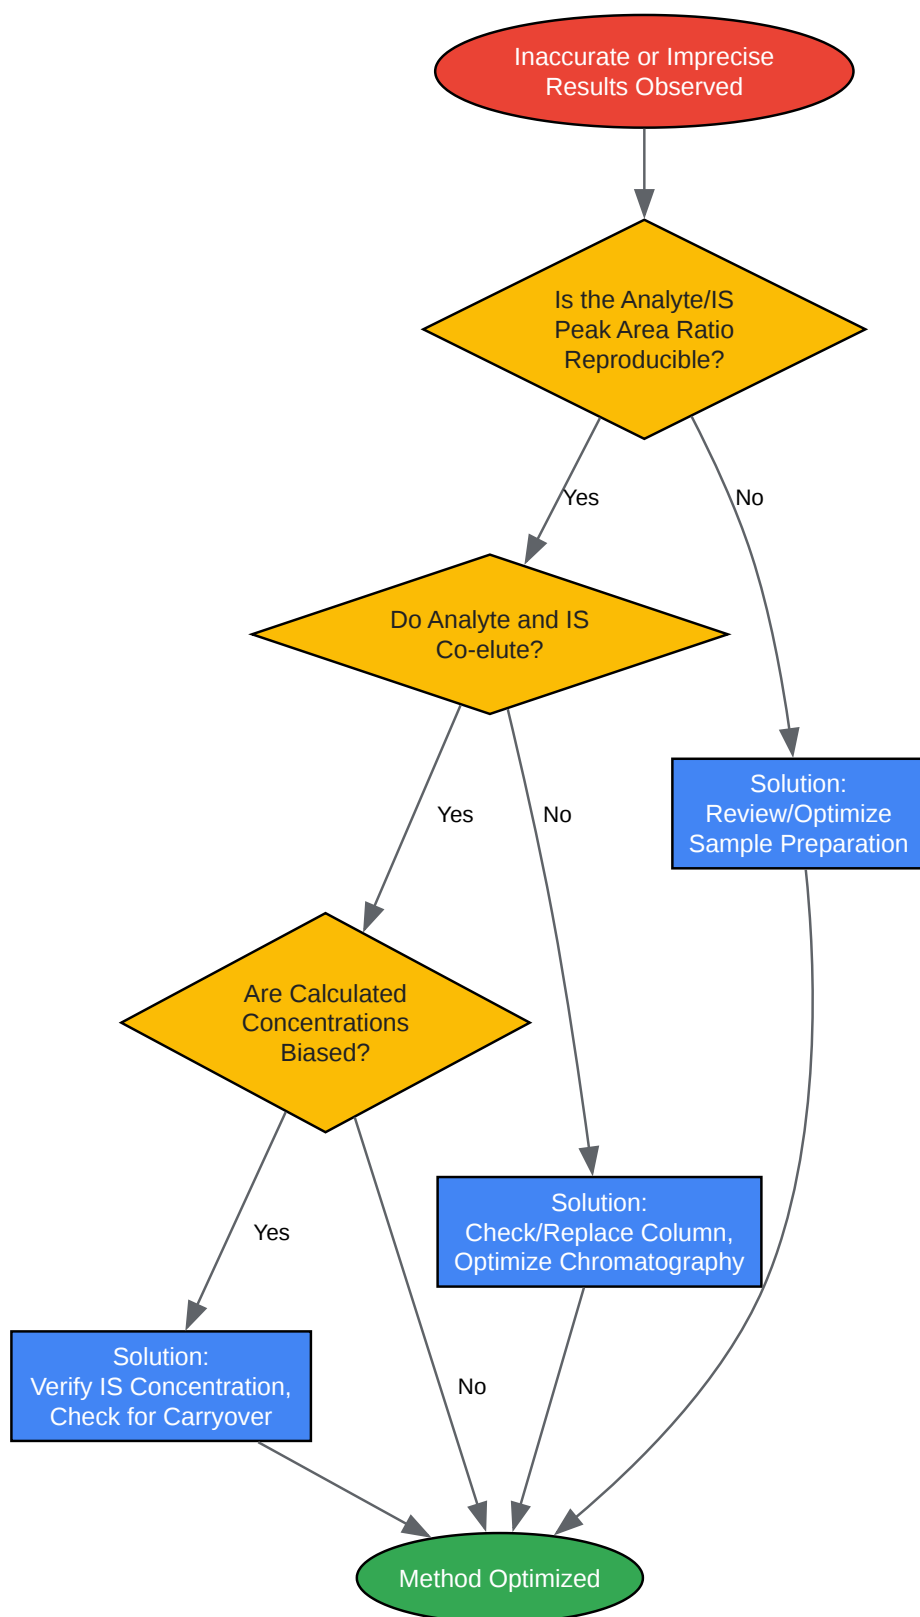 Inaccurate or Imprecise
Results Observed
Is the Analyte/IS
Peak Area Ratio
Reproducible?
Yes
No
Do Analyte and IS
Co-elute?
Solution:
Review/Optimize
Sample Preparation
Yes
No
Are Calculated
Concentrations
Biased?
Solution:
Check/Replace Column,
Optimize Chromatography
Yes
Solution:
Verify IS Concentration,
Check for Carryover
No
Method Optimized